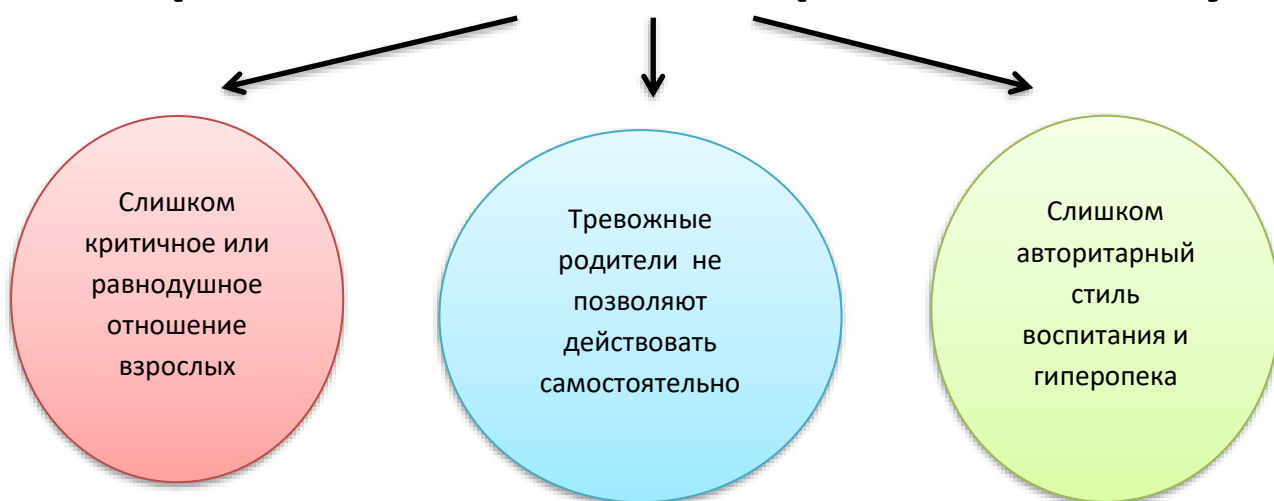 Слишком
критичное или
равнодушное
отношение
взрослых
Тревожные
родители не
позволяют
действовать
самостоятельно
Слишком
авторитарный
стиль
воспитания и
гиперопека